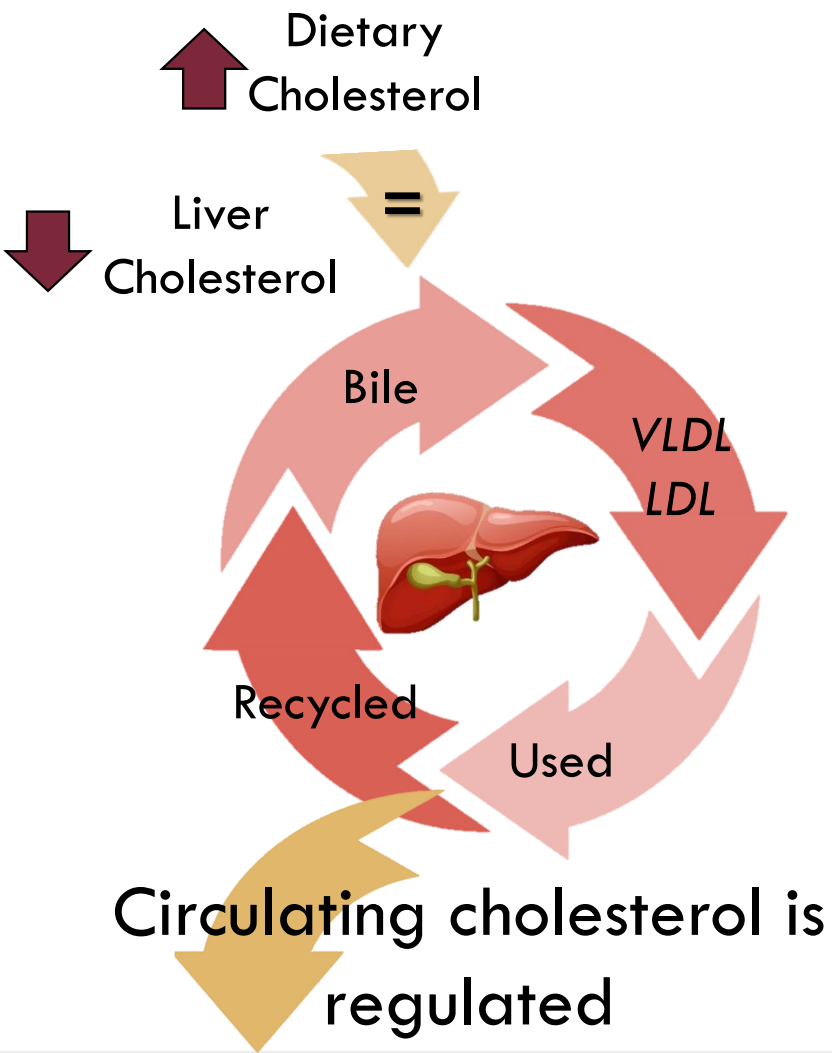 Dietary
Cholesterol
=
Liver
Cholesterol
Bile
VLDL
LDL
Recycled
Used
Circulating cholesterol is
regulated